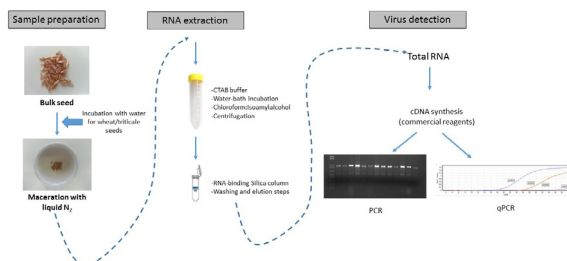 Sample preparation
RNA extraction
Virus detection
Bulk seed
Incubation with water
for wheat/triticale
seeds
Maceration with
liquid N2
-CTAB buffer
-Water-bath incubation
-Chloroform:Isoamylalcohol
-Centrifugation
-RNA-binding Silica column
-Washing and elution steps
Total RNA
cDNA synthesis
(commercial reagents)
PCR
qPCR